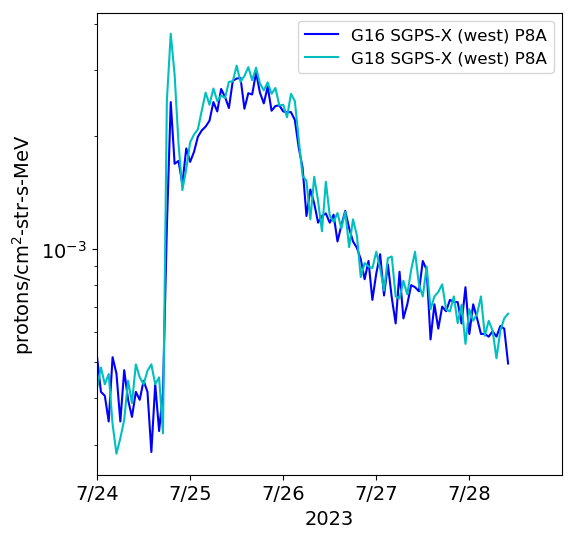 G16 SGPS-X (west) P8A
G18 SGPS-X (west) P8A
protons/cm²-str-s-MeV
10⁻³
7/24 7/25 7/26 7/27 7/28
2023